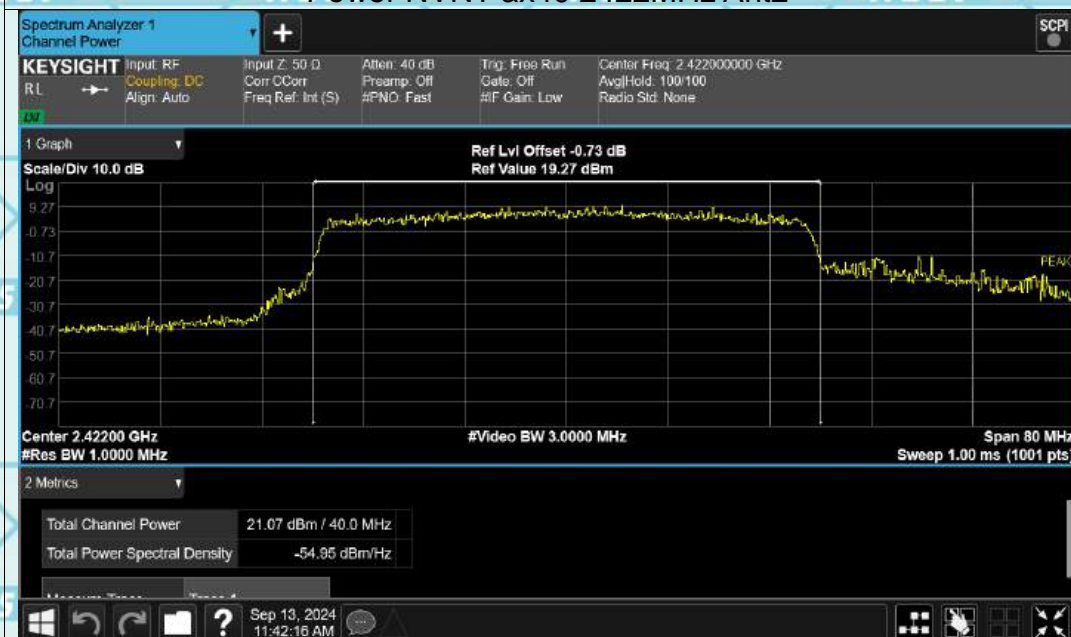 Spectrum Analyzer 1
Channel Power
+
SCPI
KEYSIGHT
RL
Input: RF
Coupling: DC
Align: Auto
Input Z: 50 Ω
Corr CCorr
Freq Ref: Int (S)
Atten: 40 dB
Preamp: Off
#PNO: Fast
Trig: Free Run
Gate: Off
#IF Gain: Low
Center Freq: 2.422000000 GHz
Avg|Hold: 100/100
Radio Std: None
1 Graph
Scale/Div 10.0 dB
Ref Lvl Offset -0.73 dB
Ref Value 19.27 dBm
Log
9.27
-0.73
-10.7
-20.7
-30.7
-40.7
-50.7
-60.7
-70.7
PEAK
Center 2.42200 GHz
#Video BW 3.0000 MHz
Span 80 MHz
#Res BW 1.0000 MHz
Sweep 1.00 ms (1001 pts)
2 Metrics
Total Channel Power 21.07 dBm / 40.0 MHz
Total Power Spectral Density -54.95 dBm/Hz
?
Sep 13, 2024
11:42:16 AM